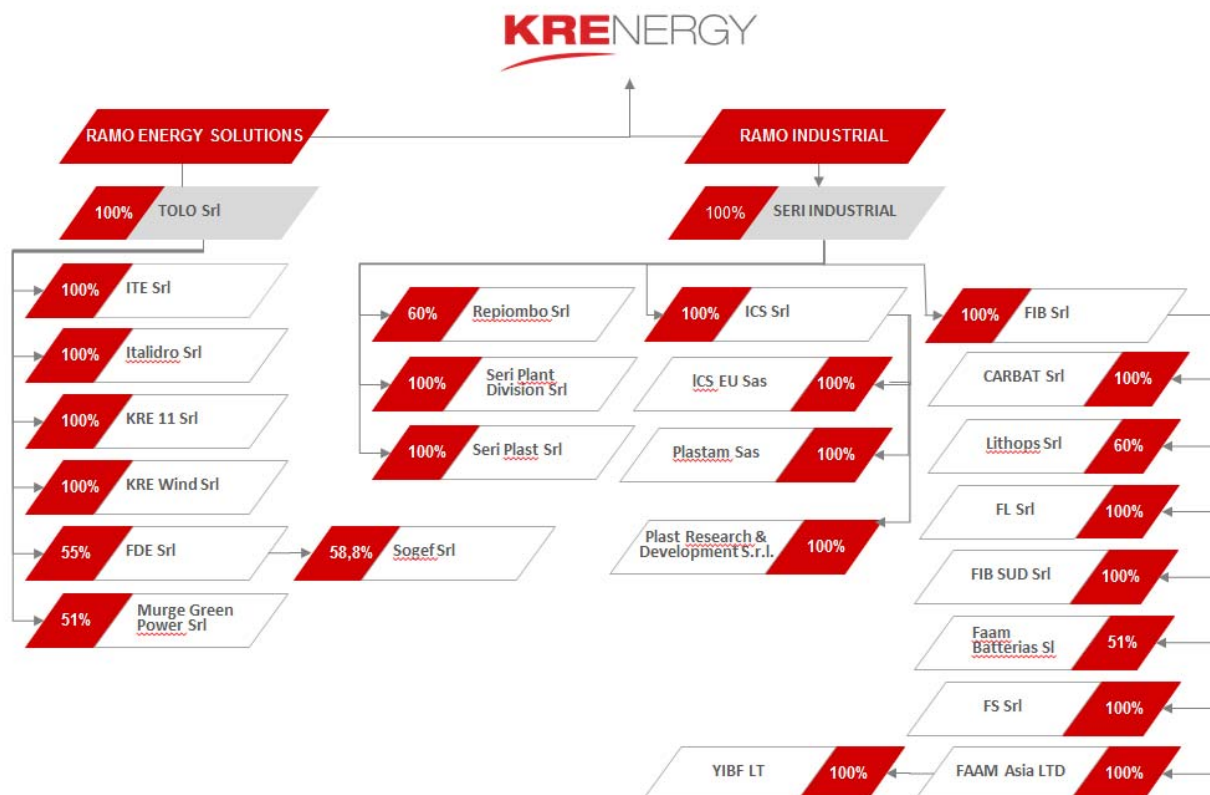 KRENERGY
RAMO ENERGY SOLUTIONS
RAMO INDUSTRIAL
100% TOLO Srl
100% SERI INDUSTRIAL
100% ITE Srl
100% Italidro Srl
100% KRE 11 Srl
100% KRE Wind Srl
55% FDE Srl
58,8% Sogef Srl
51% Murge Green
Power Srl
60% Repiombo Srl
100% Seri Plant
Division Srl
100% Seri Plast Srl
100% ICS Srl
ICS EU Sas 100%
Plastam Sas 100%
Plast Research &
Development S.r.l. 100%
100% FIB Srl
CARBAT Srl 100%
Lithops Srl 60%
FL Srl 100%
FIB SUD Srl 100%
Faam
Batterias Sl 51%
FS Srl 100%
YIBF LT 100%
FAAM Asia LTD 100%